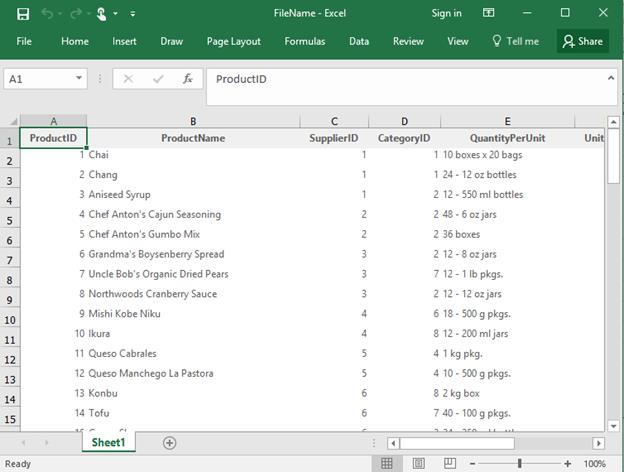 FileName - Excel Sign in
File Home Insert Draw Page Layout Formulas Data Review View Tell me Share
A1 fx ProductID
A B C D E
1 ProductID ProductName SupplierID CategoryID QuantityPerUnit Unit
2 1 Chai 1 1 10 boxes x 20 bags
3 2 Chang 1 1 24 - 12 oz bottles
4 3 Aniseed Syrup 1 2 12 - 550 ml bottles
5 4 Chef Anton's Cajun Seasoning 2 2 48 - 6 oz jars
6 5 Chef Anton's Gumbo Mix 2 2 36 boxes
7 6 Grandma's Boysenberry Spread 3 2 12 - 8 oz jars
8 7 Uncle Bob's Organic Dried Pears 3 7 12 - 1 lb pkgs.
9 8 Northwoods Cranberry Sauce 3 2 12 - 12 oz jars
10 9 Mishi Kobe Niku 4 6 18 - 500 g pkgs.
11 10 Ikura 4 8 12 - 200 ml jars
12 11 Queso Cabrales 5 4 1 kg pkg.
13 12 Queso Manchego La Pastora 5 4 10 - 500 g pkgs.
14 13 Konbu 6 8 2 kg box
15 14 Tofu 6 7 40 - 100 g pkgs.
Sheet1
Ready 100%